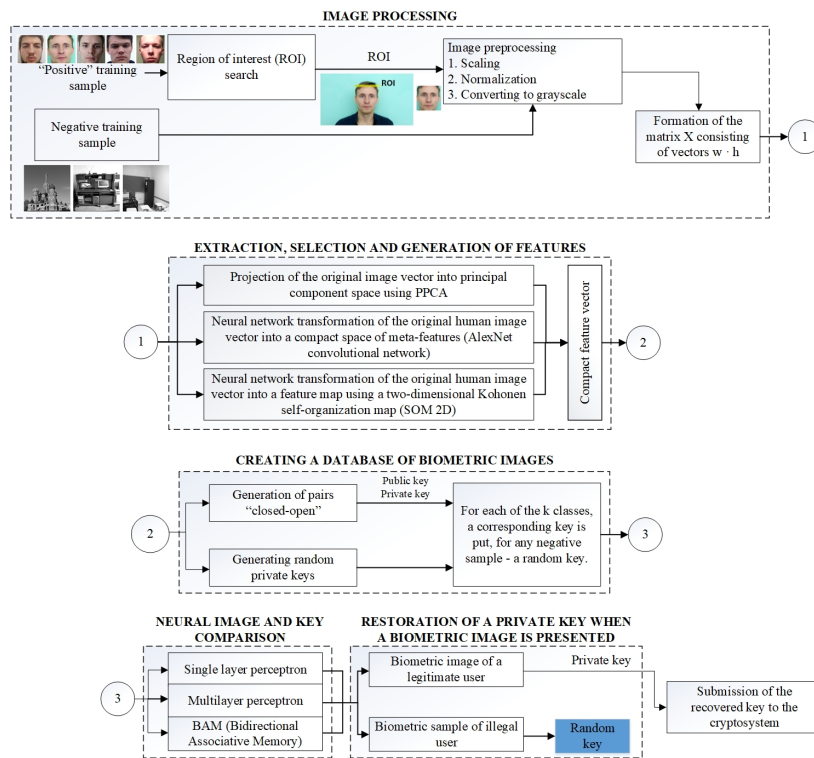 IMAGE PROCESSING
“Positive” training
sample
Region of interest (ROI)
search
ROI
ROI
Image preprocessing
1. Scaling
2. Normalization
3. Converting to grayscale
Negative training
sample
Formation of the
matrix X consisting
of vectors w · h
1
EXTRACTION, SELECTION AND GENERATION OF FEATURES
1
Projection of the original image vector into principal
component space using PPCA
Neural network transformation of the original human image
vector into a compact space of meta-features (AlexNet
convolutional network)
Neural network transformation of the original human image
vector into a feature map using a two-dimensional Kohonen
self-organization map (SOM 2D)
Compact feature vector
2
CREATING A DATABASE OF BIOMETRIC IMAGES
2
Generation of pairs
“closed-open”
Public key
Private key
Generating random
private keys
For each of the k classes,
a corresponding key is
put, for any negative
sample - a random key.
3
NEURAL IMAGE AND KEY
COMPARISON
3
Single layer perceptron
Multilayer perceptron
BAM (Bidirectional
Associative Memory)
RESTORATION OF A PRIVATE KEY WHEN
A BIOMETRIC IMAGE IS PRESENTED
Biometric image of a
legitimate user
Private key
Biometric sample of illegal
user
Random
key
Submission of the
recovered key to the
cryptosystem